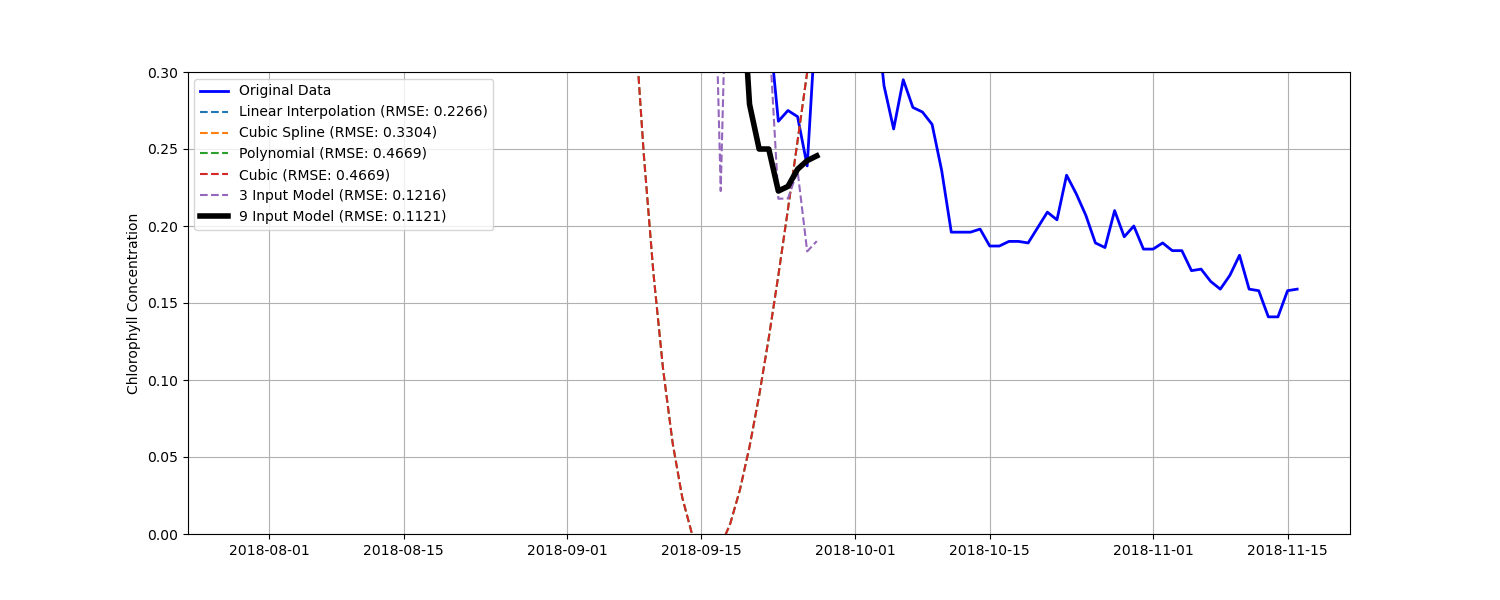 0.30
0.25
0.20
0.15
0.10
0.05
0.00
Chlorophyll Concentration
Original Data
Linear Interpolation (RMSE: 0.2266)
Cubic Spline (RMSE: 0.3304)
Polynomial (RMSE: 0.4669)
Cubic (RMSE: 0.4669)
3 Input Model (RMSE: 0.1216)
9 Input Model (RMSE: 0.1121)
2018-08-01 2018-08-15 2018-09-01 2018-09-15 2018-10-01 2018-10-15 2018-11-01 2018-11-15